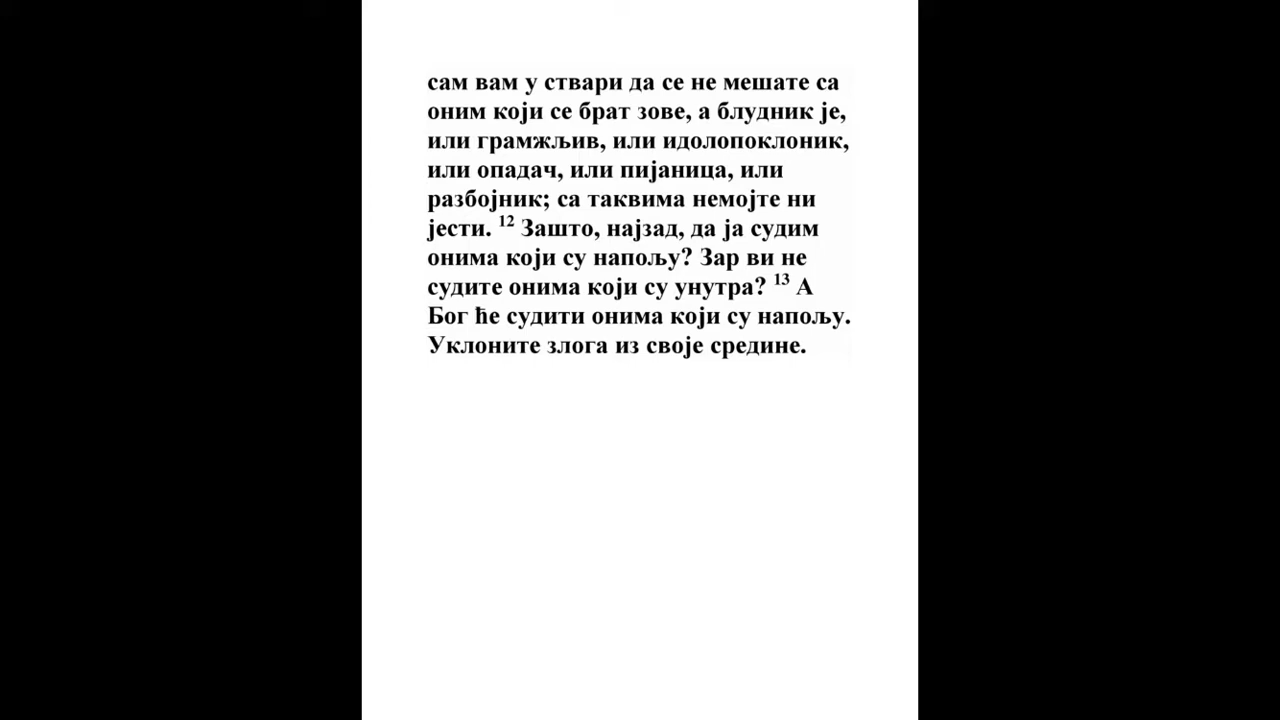 сам вам у ствари да се не мешате са
оним који се брат зове, а блудник је,
или грамжљив, или идолопоклоник,
или опадач, или пијаница, или
разбојник; са таквима немојте ни
јести. 12 Зашто, најзад, да ја судим
онима који су напољу? Зар ви не
судите онима који су унутра? 13 А
Бог ће судити онима који су напољу.
Уклоните злога из своје средине.